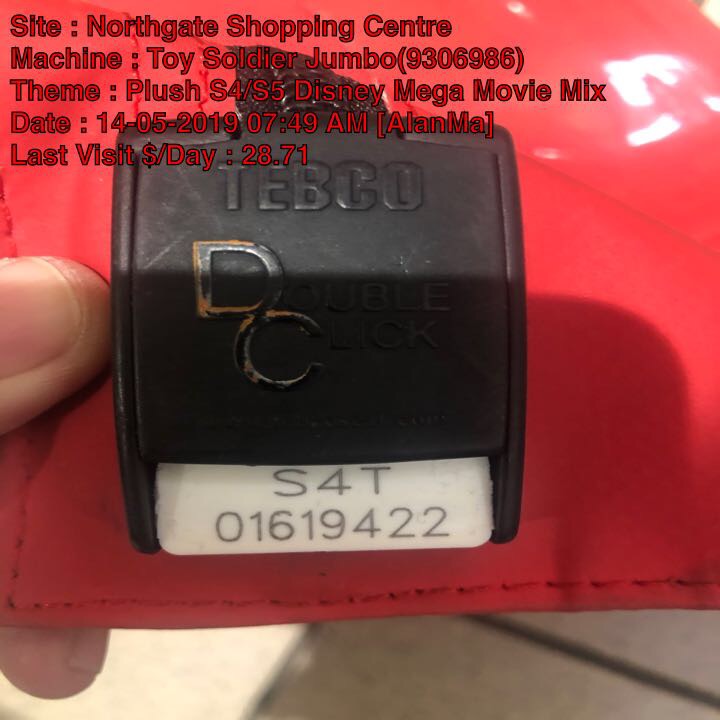 Site : Northgate Shopping Centre
Machine : Toy Soldier Jumbo(9306986)
Theme : Plush S4/S5 Disney Mega Movie Mix
Date : 14-05-2019 07:49 AM [AlanMa]
Last Visit $/Day : 28.71
TEBCO
DOUBLE
CLICK
S4T
01619422